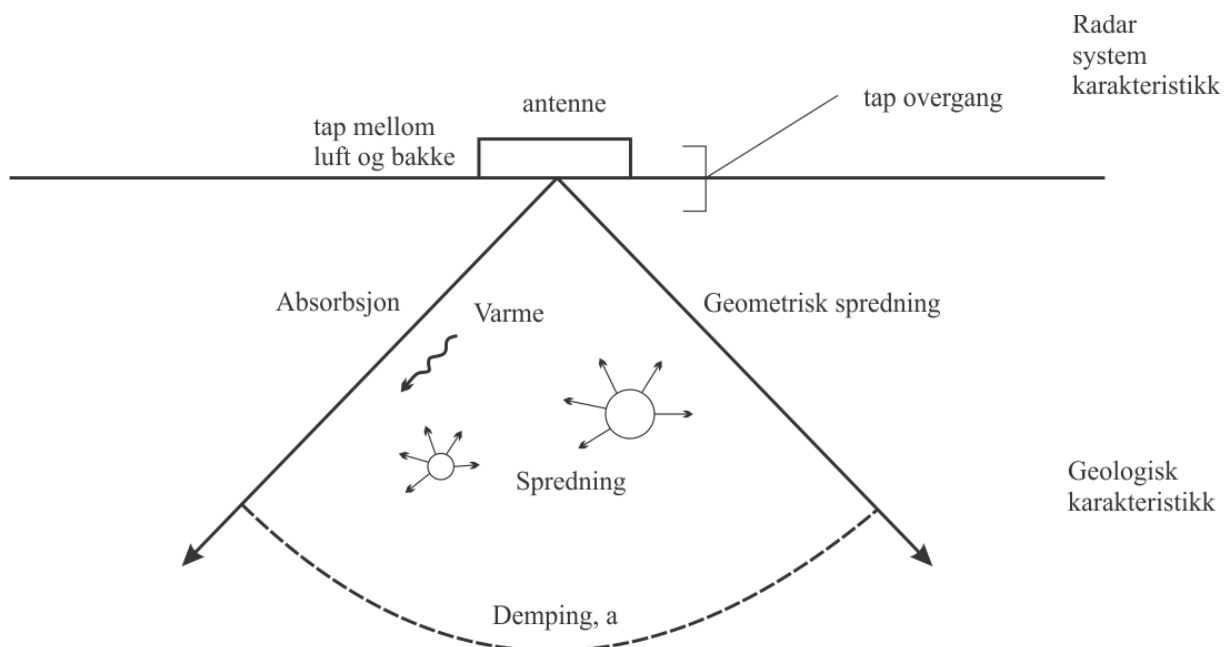 Radar
system
karakteristikk
antenne
tap overgang
tap mellom
luft og bakke
Absorbsjon
Varme
Geometrisk spredning
Spredning
Geologisk
karakteristikk
Demping, a